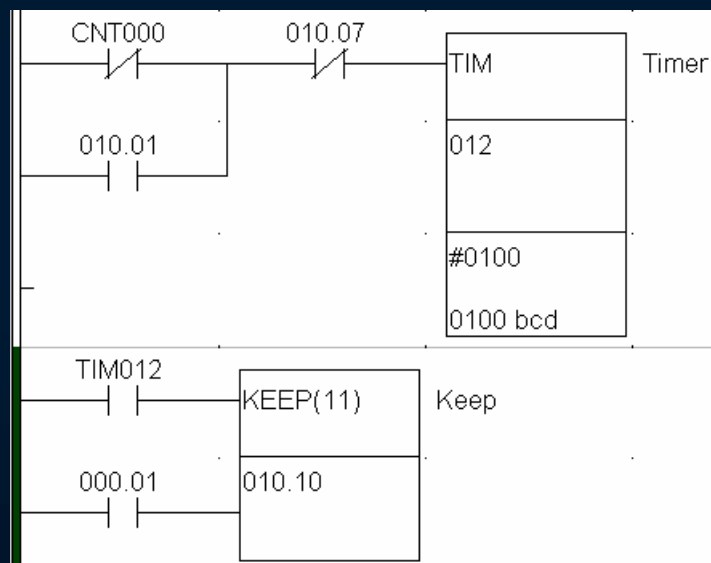 CNT000 010.07
TIM Timer
010.01 012
#0100
0100 bcd
TIM012
KEEP(11) Keep
000.01 010.10